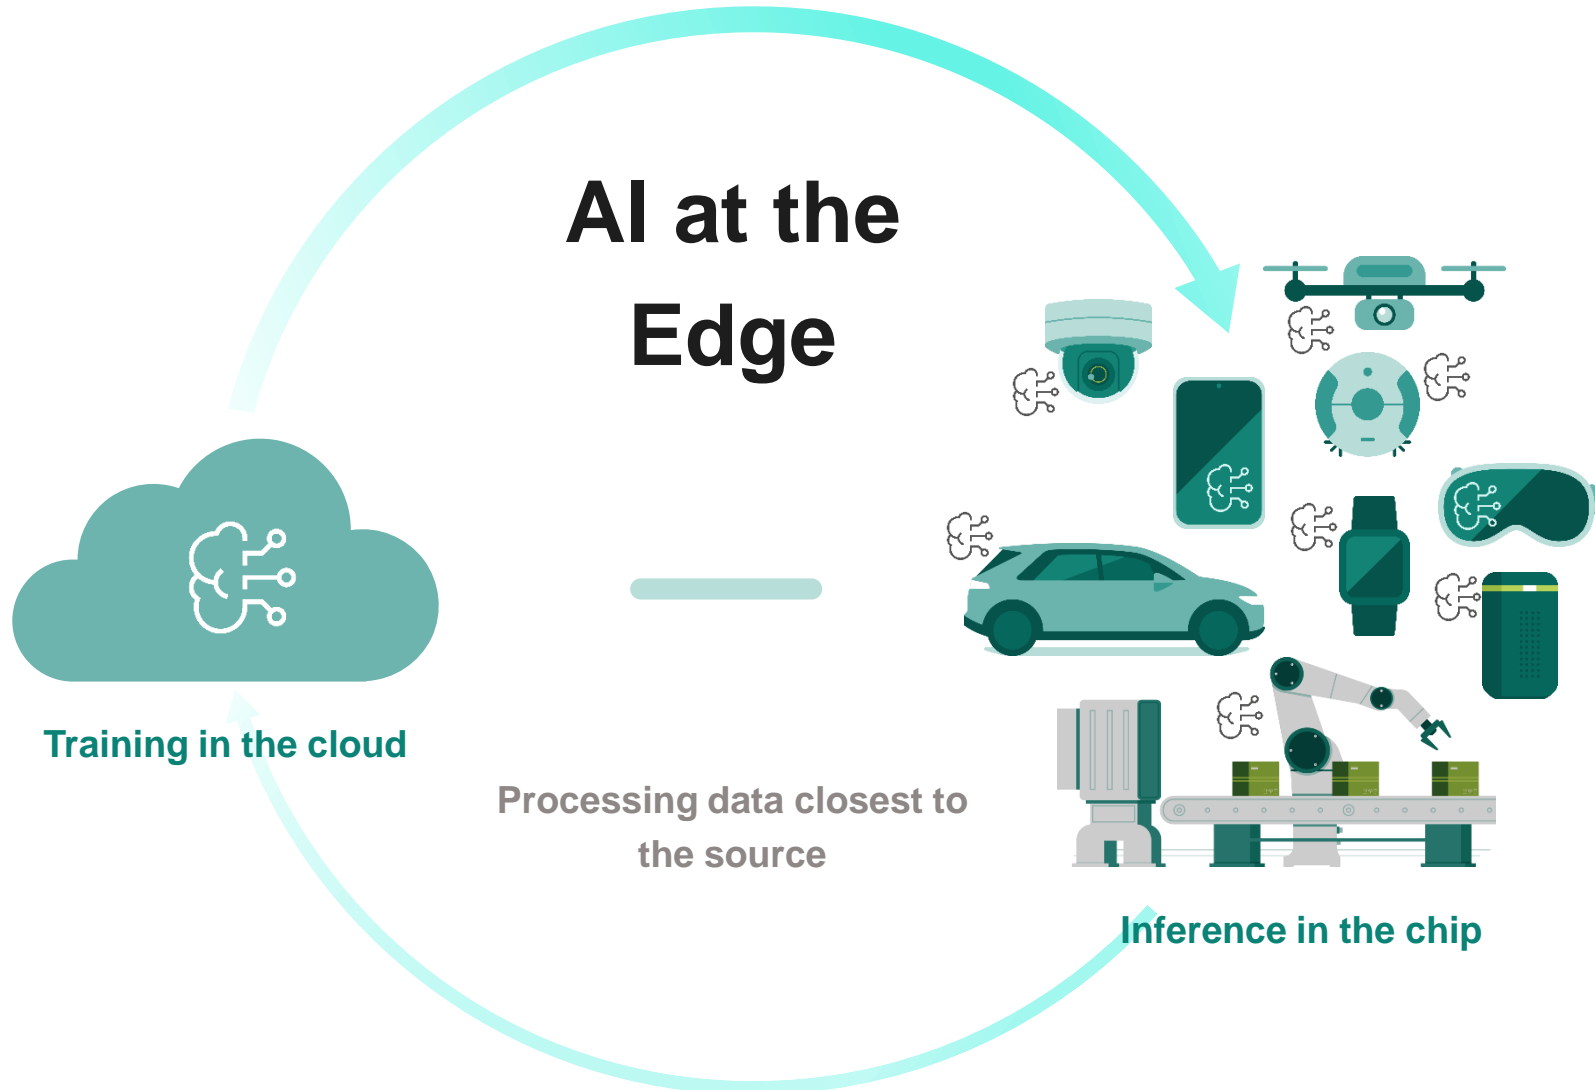 AI at the
Edge
Training in the cloud
Processing data closest to
the source
Inference in the chip